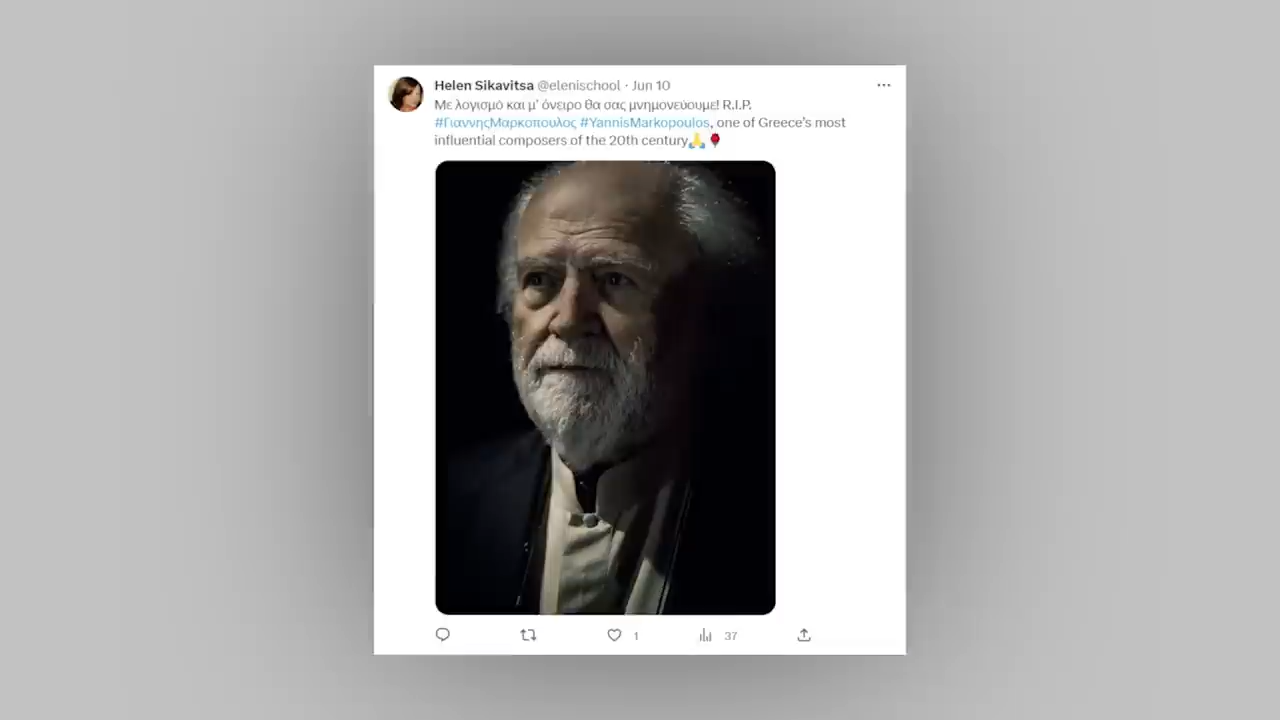 Helen Sikavitsa @elenischool · Jun 10
Με λογισμό και μ' όνειρο θα σας μνημονεύουμε! R.I.P.
#ΓιαννηςΜαρκοπουλος #YannisMarkopoulos, one of Greece's most
influential composers of the 20th century🙏🌹
1 37